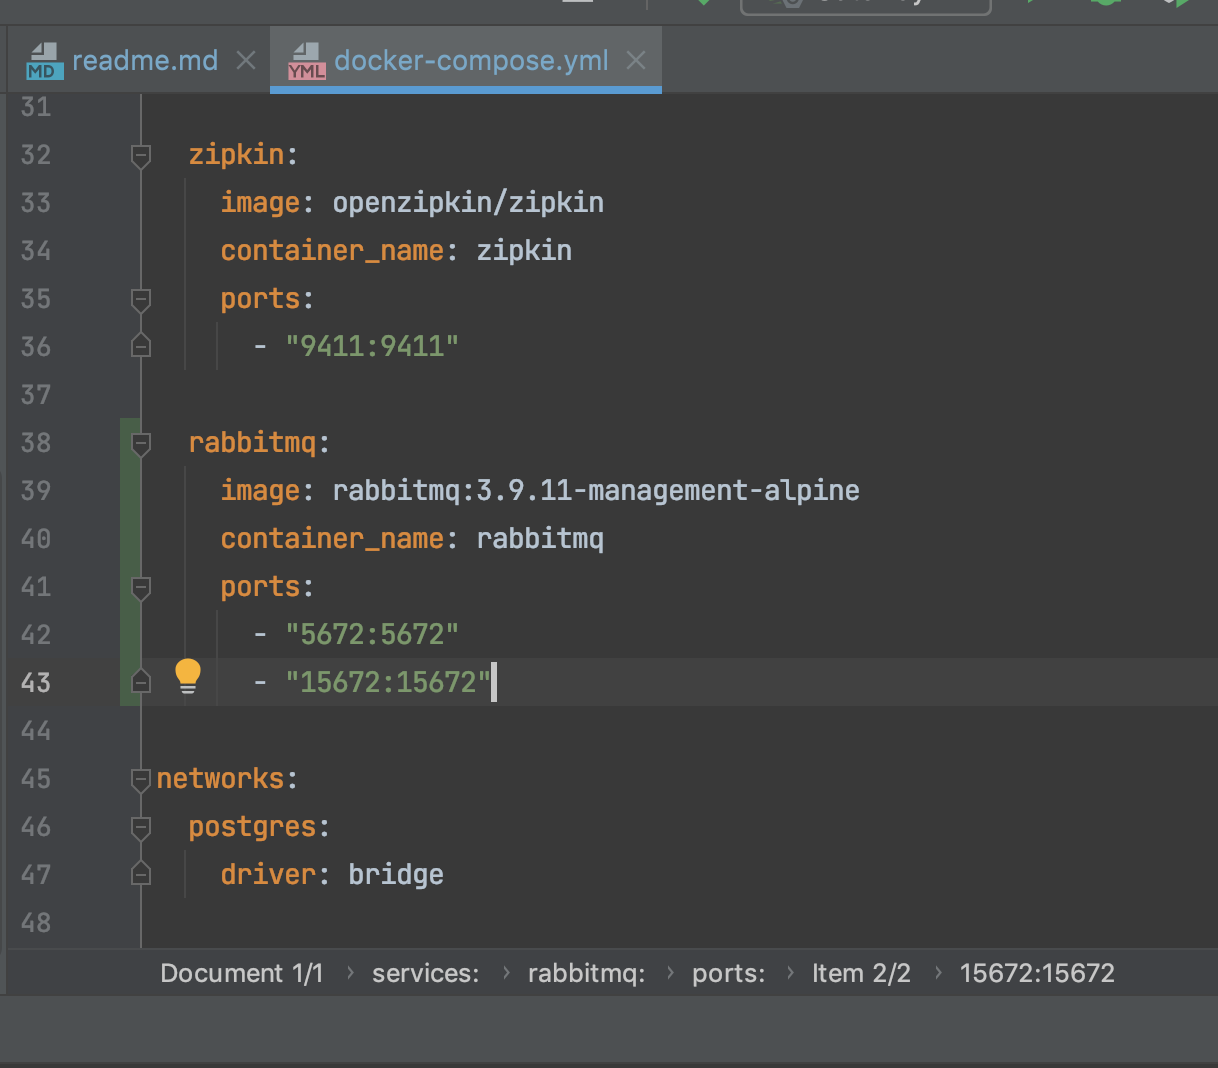 MD readme.md
YML docker-compose.yml
31
32 zipkin:
33 image: openzipkin/zipkin
34 container_name: zipkin
35 ports:
36 - "9411:9411"
37
38 rabbitmq:
39 image: rabbitmq:3.9.11-management-alpine
40 container_name: rabbitmq
41 ports:
42 - "5672:5672"
43 - "15672:15672"
44
45 networks:
46 postgres:
47 driver: bridge
48
Document 1/1 › services: › rabbitmq: › ports: › Item 2/2 › 15672:15672